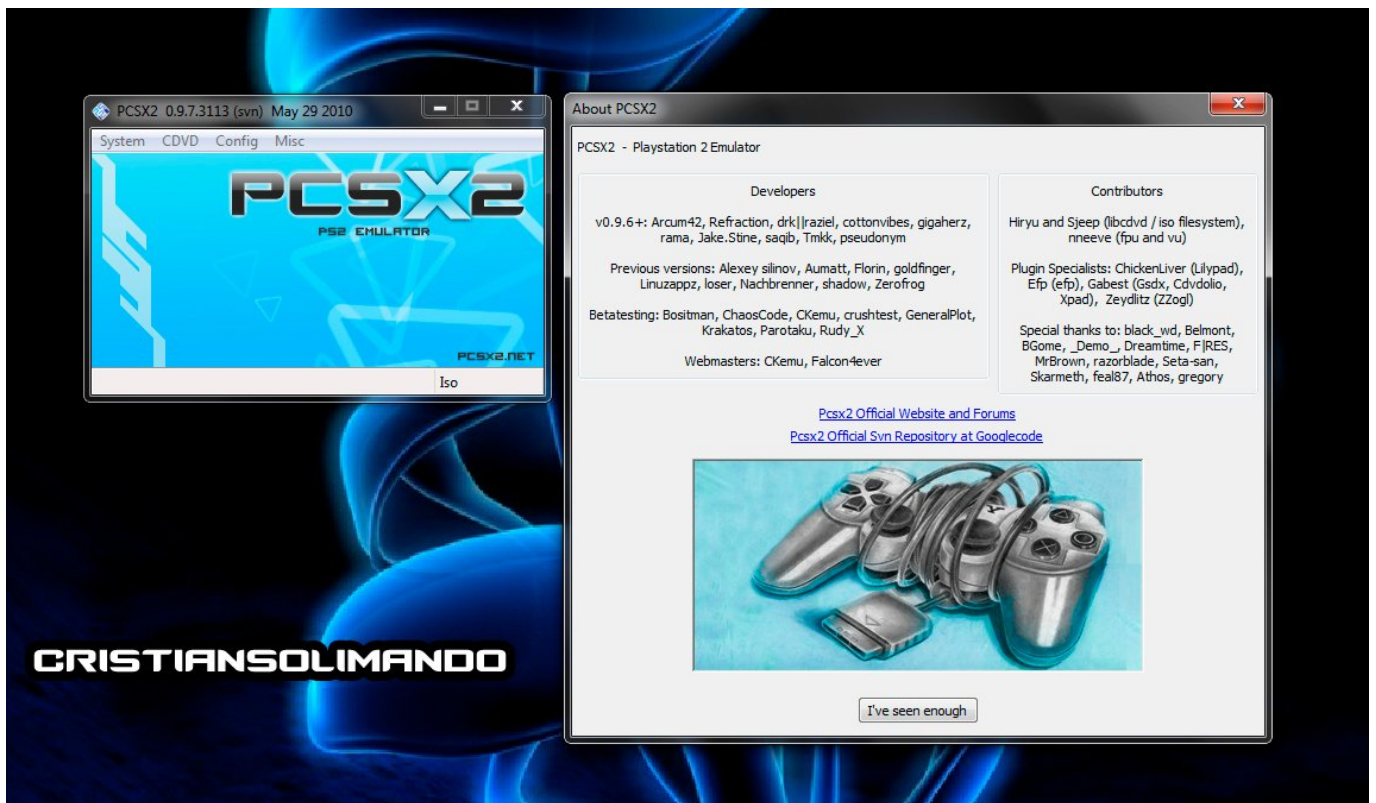 PCSX2 0.9.7.3113 (svn) May 29 2010
System CDVD Config Misc
PCSX2
PS2 EMULATOR
PCSX2.NET
Iso
About PCSX2
PCSX2 - Playstation 2 Emulator
Developers
v0.9.6+: Arcum42, Refraction, drk||raziel, cottonvibes, gigaherz,
rama, Jake.Stine, saqib, Tmkk, pseudonym
Previous versions: Alexey silinov, Aumatt, Florin, goldfinger,
Linuzappz, loser, Nachbrenner, shadow, Zerofrog
Betatesting: Bositman, ChaosCode, CKemu, crushtest, GeneralPlot,
Krakatos, Parotaku, Rudy_X
Webmasters: CKemu, Falcon4ever
Contributors
Hiryu and Sjeep (libcdvd / iso filesystem),
nneeve (fpu and vu)
Plugin Specialists: ChickenLiver (Lilypad),
Efp (efp), Gabest (Gsdx, Cdvdolio,
Xpad), Zeydlitz (ZZogl)
Special thanks to: black_wd, Belmont,
BGome, _Demo_, Dreamtime, F|RES,
MrBrown, razorblade, Seta-san,
Skarmeth, feal87, Athos, gregory
Pcsx2 Official Website and Forums
Pcsx2 Official Svn Repository at Googlecode
I've seen enough
CRISTIANSOLIMANDO